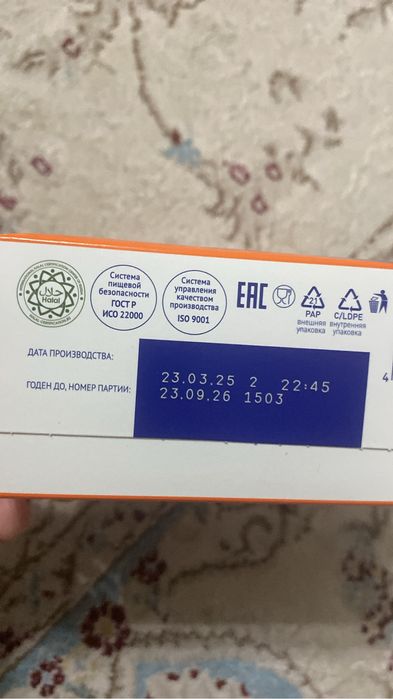 Halal
Система
пищевой
безопасности
ГОСТ Р
ИСО 22000
Система
управления
качеством
производства
ISO 9001
EAC
21
PAP
внешняя
упаковка
C/LDPE
внутренняя
упаковка
ДАТА ПРОИЗВОДСТВА:
23.03.25 2 22:45
ГОДЕН ДО, НОМЕР ПАРТИИ:
23.09.26 1503
4